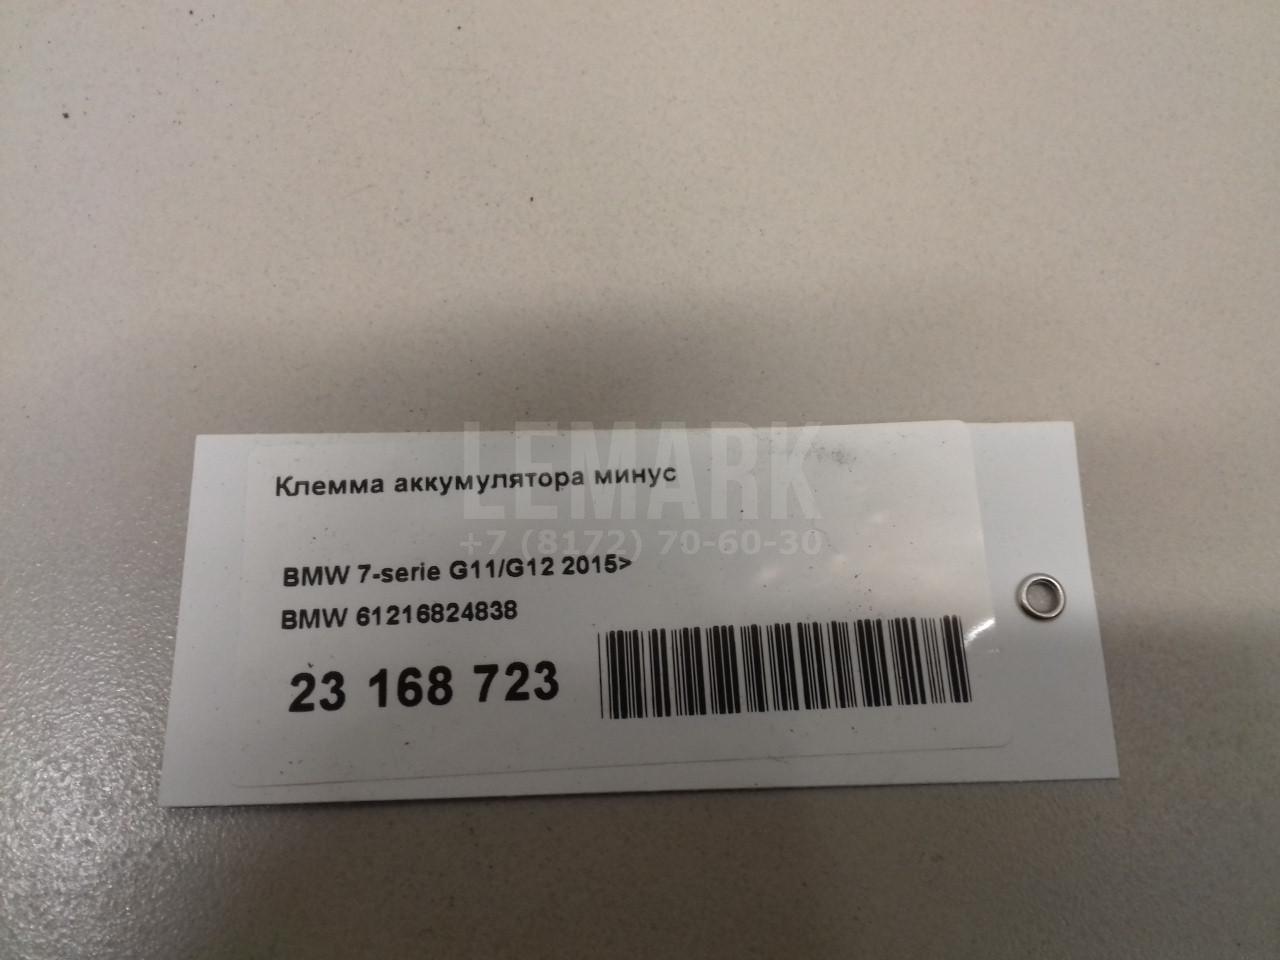 LEMARK
Клемма аккумулятора минус
+7 (8172) 70-60-30
BMW 7-serie G11/G12 2015>
BMW 61216824838
23 168 723